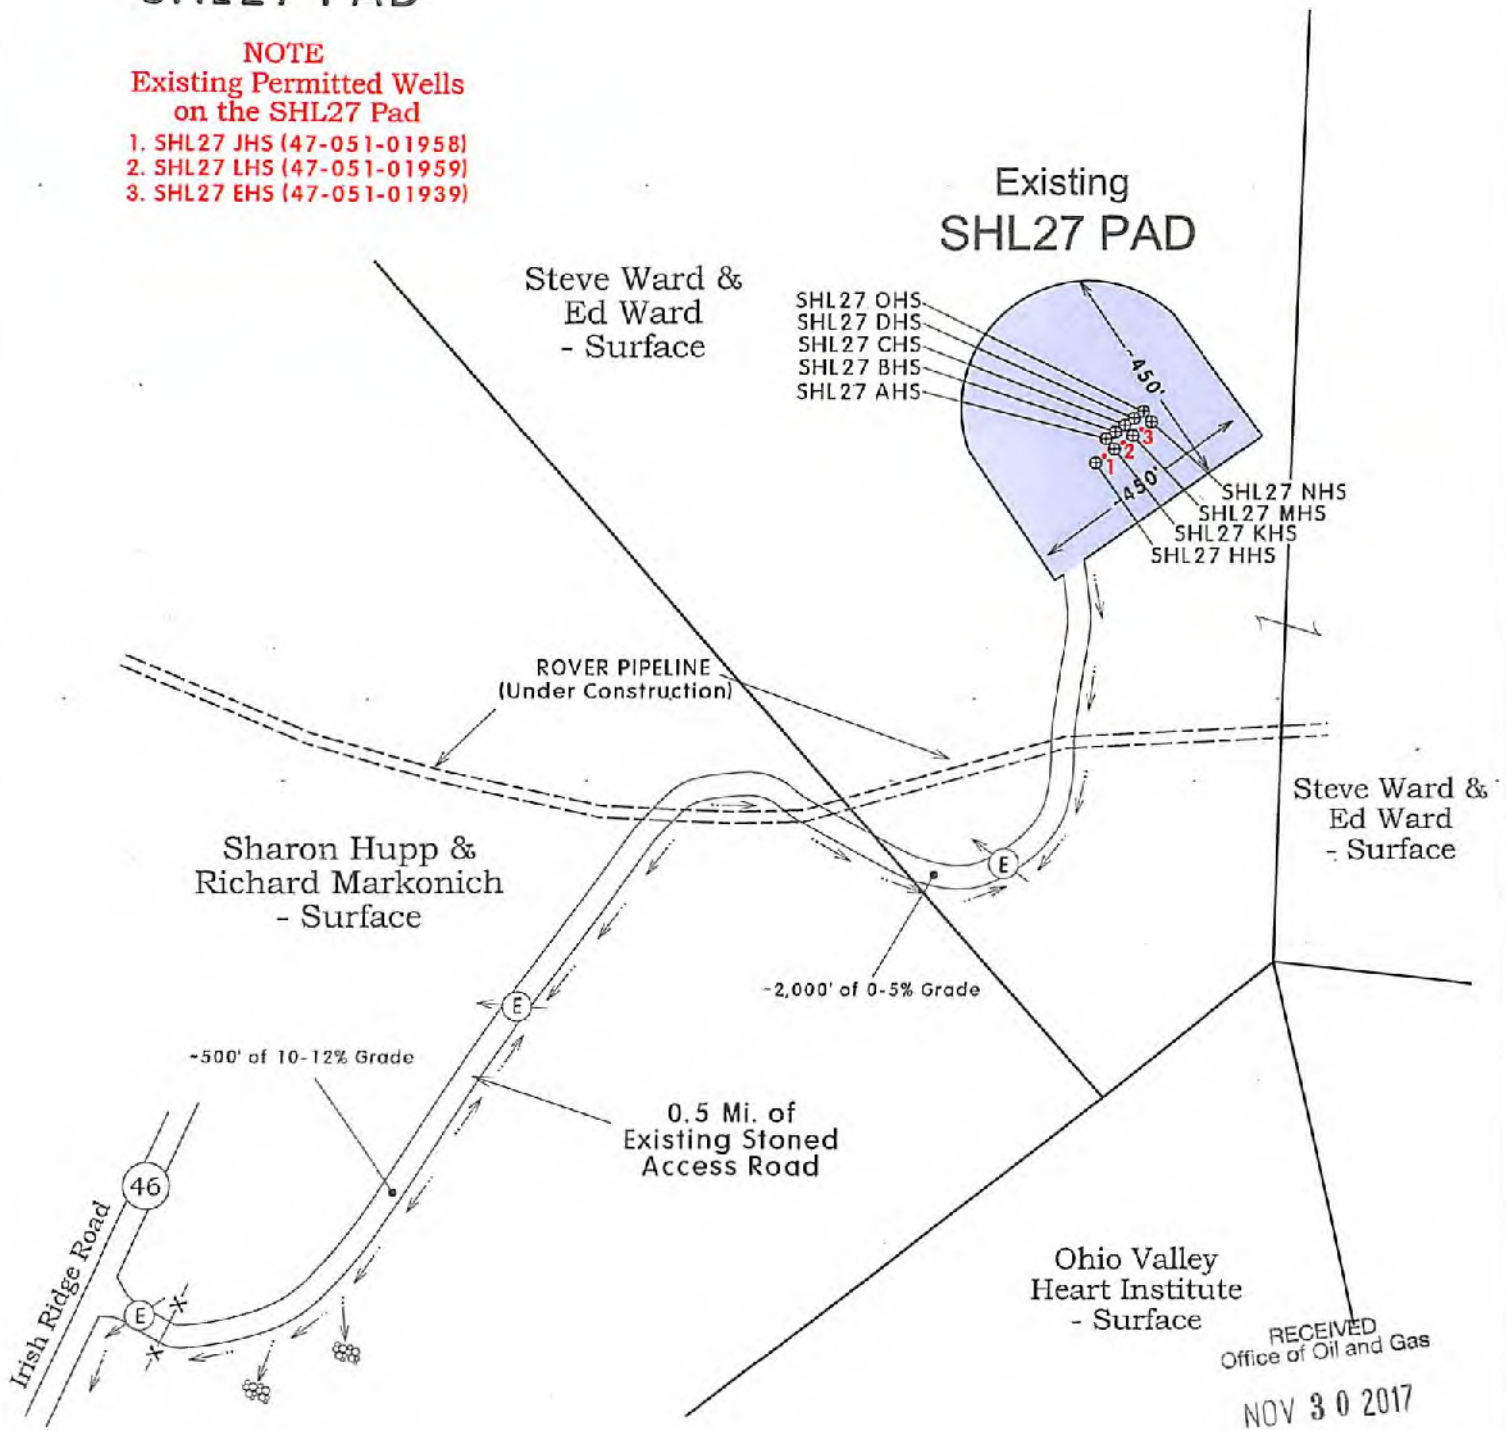 SHL27 PAD
NOTE
Existing Permitted Wells
on the SHL27 Pad
1. SHL27 JHS (47-051-01958)
2. SHL27 LHS (47-051-01959)
3. SHL27 EHS (47-051-01939)
Existing
SHL27 PAD
Steve Ward &
Ed Ward
- Surface
SHL27 OHS
SHL27 DHS
SHL27 CHS
SHL27 BHS
SHL27 AHS
~450'
3
2
1
~450'
SHL27 NHS
SHL27 MHS
SHL27 KHS
SHL27 HHS
ROVER PIPELINE
(Under Construction)
Steve Ward &
Ed Ward
- Surface
Sharon Hupp &
Richard Markonich
- Surface
E
~2,000' of 0-5% Grade
E
~500' of 10-12% Grade
0.5 Mi. of
Existing Stoned
Access Road
46
Irish Ridge Road
E
Ohio Valley
Heart Institute
- Surface
RECEIVED
Office of Oil and Gas
NOV 30 2017